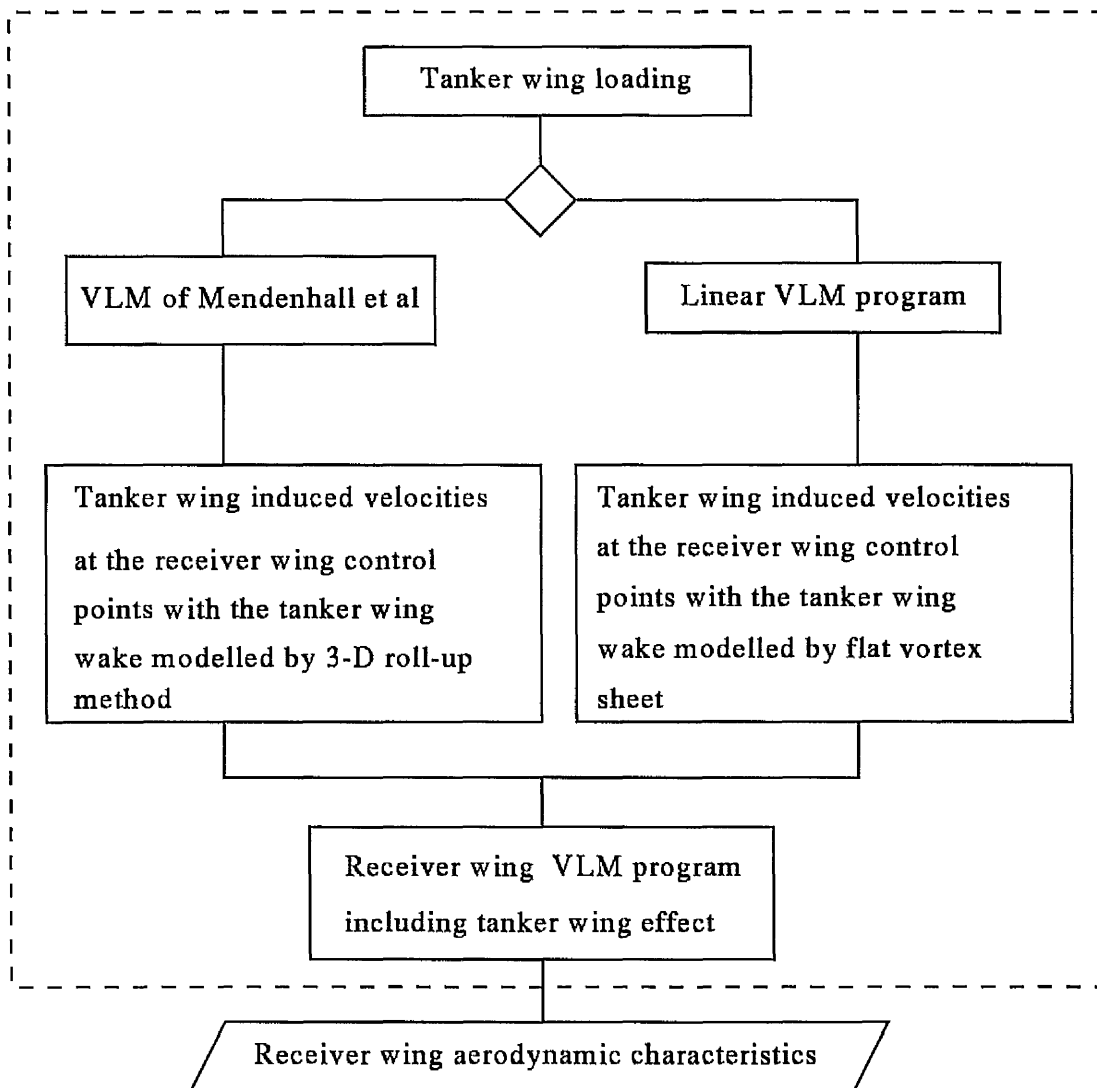 Tanker wing loading
VLM of Mendenhall et al
Linear VLM program
Tanker wing induced velocities
at the receiver wing control
points with the tanker wing
wake modelled by 3-D roll-up
method
Tanker wing induced velocities
at the receiver wing control
points with the tanker wing
wake modelled by flat vortex
sheet
Receiver wing VLM program
including tanker wing effect
Receiver wing aerodynamic characteristics